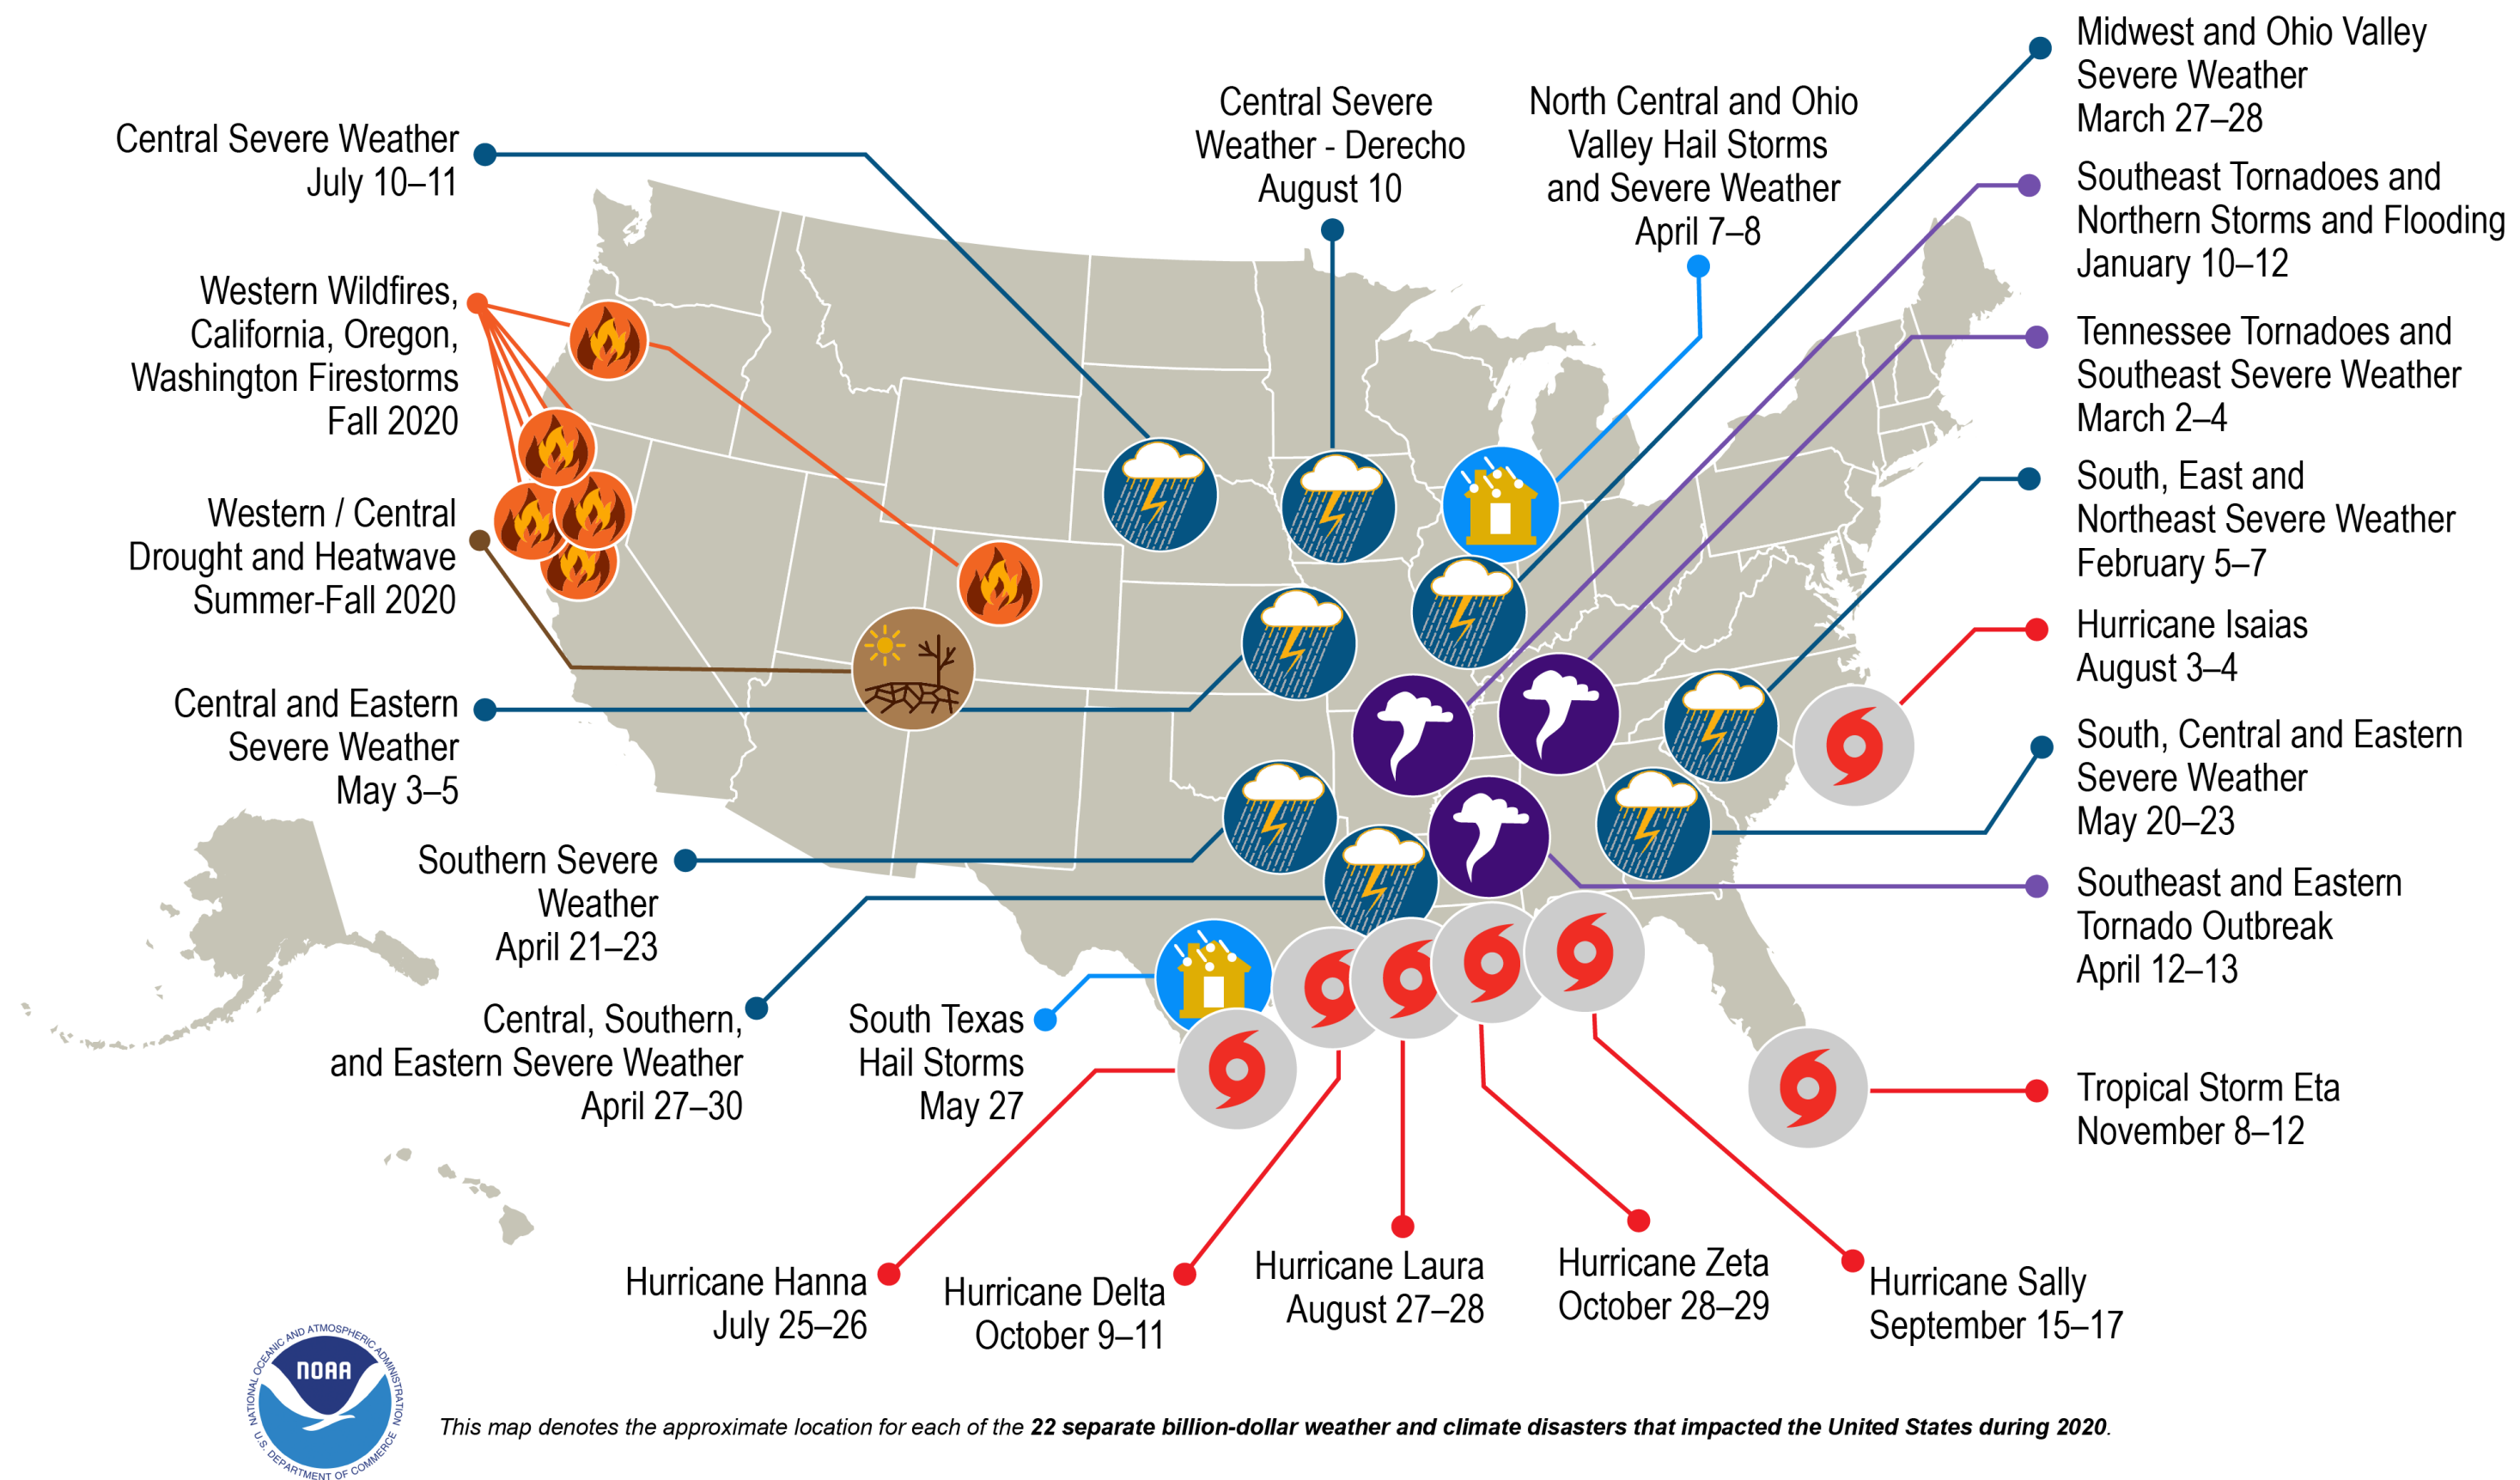 Central Severe Weather
July 10–11
Western Wildfires,
California, Oregon,
Washington Firestorms
Fall 2020
Western / Central
Drought and Heatwave
Summer-Fall 2020
Central and Eastern
Severe Weather
May 3–5
Southern Severe
Weather
April 21–23
Central, Southern,
and Eastern Severe Weather
April 27–30
South Texas
Hail Storms
May 27
Central Severe
Weather - Derecho
August 10
North Central and Ohio
Valley Hail Storms
and Severe Weather
April 7–8
Midwest and Ohio Valley
Severe Weather
March 27–28
Southeast Tornadoes and
Northern Storms and Flooding
January 10–12
Tennessee Tornadoes and
Southeast Severe Weather
March 2–4
South, East and
Northeast Severe Weather
February 5–7
Hurricane Isaias
August 3–4
South, Central and Eastern
Severe Weather
May 20–23
Southeast and Eastern
Tornado Outbreak
April 12–13
Tropical Storm Eta
November 8–12
Hurricane Hanna
July 25–26
Hurricane Delta
October 9–11
Hurricane Laura
August 27–28
Hurricane Zeta
October 28–29
Hurricane Sally
September 15–17
NATIONAL OCEANIC AND ATMOSPHERIC ADMINISTRATION
NOAA
U.S. DEPARTMENT OF COMMERCE
This map denotes the approximate location for each of the 22 separate billion-dollar weather and climate disasters that impacted the United States during 2020.